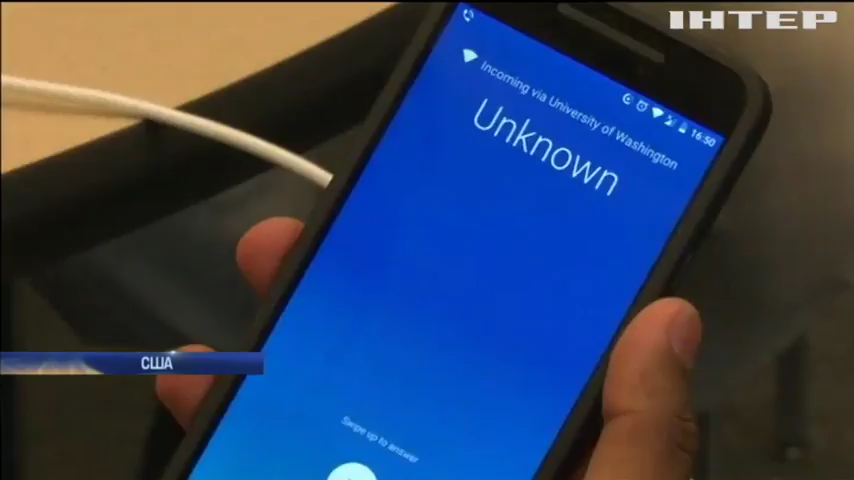 ІНТЕР
16:50
Incoming via University of Washington
Unknown
США
Swipe up to answer